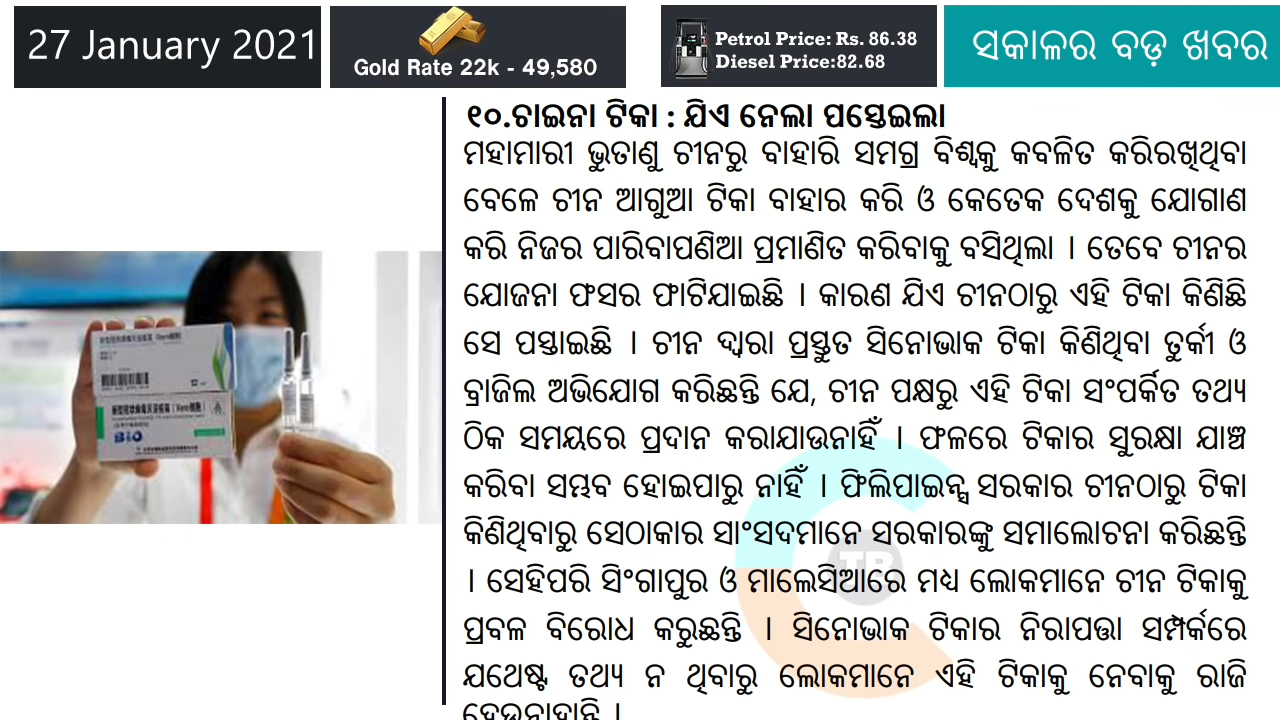 27 January 2021
Gold Rate 22k - 49,580
Petrol Price: Rs. 86.38
Diesel Price:82.68
ସକାଳର ବଡ଼ ଖବର
୧୦.ଚାଇନା ଟିକା : ଯିଏ ନେଲା ପସ୍ତେଇଲା
ମହାମାରୀ ଭୁତାଣୁ ଚୀନରୁ ବାହାରି ସମଗ୍ର ବିଶ୍ୱକୁ କବଳିତ କରିରଖିଥିବା
ବେଳେ ଚୀନ ଆଗୁଆ ଟିକା ବାହାର କରି ଓ କେତେକ ଦେଶକୁ ଯୋଗାଣ
କରି ନିଜର ପାରିବାପଣିଆ ପ୍ରମାଣିତ କରିବାକୁ ବସିଥିଲା । ତେବେ ଚୀନର
ଯୋଜନା ଫସର ଫାଟିଯାଇଛି । କାରଣ ଯିଏ ଚୀନଠାରୁ ଏହି ଟିକା କିଣିଛି
ସେ ପସ୍ତାଇଛି । ଚୀନ ଦ୍ୱାରା ପ୍ରସ୍ତୁତ ସିନୋଭାକ ଟିକା କିଣିଥିବା ତୁର୍କୀ ଓ
ବ୍ରାଜିଲ ଅଭିଯୋଗ କରିଛନ୍ତି ଯେ, ଚୀନ ପକ୍ଷରୁ ଏହି ଟିକା ସଂପର୍କିତ ତଥ୍ୟ
ଠିକ ସମୟରେ ପ୍ରଦାନ କରାଯାଉନାହିଁ । ଫଳରେ ଟିକାର ସୁରକ୍ଷା ଯାଞ୍ଚ
କରିବା ସମ୍ଭବ ହୋଇପାରୁ ନାହିଁ । ଫିଲିପାଇନ୍ସ ସରକାର ଚୀନଠାରୁ ଟିକା
କିଣିଥିବାରୁ ସେଠାକାର ସାଂସଦମାନେ ସରକାରଙ୍କୁ ସମାଲୋଚନା କରିଛନ୍ତି
। ସେହିପରି ସିଂଗାପୁର ଓ ମାଲେସିଆରେ ମଧ୍ୟ ଲୋକମାନେ ଚୀନ ଟିକାକୁ
ପ୍ରବଳ ବିରୋଧ କରୁଛନ୍ତି । ସିନୋଭାକ ଟିକାର ନିରାପତ୍ତା ସମ୍ପର୍କରେ
ଯଥେଷ୍ଟ ତଥ୍ୟ ନ ଥିବାରୁ ଲୋକମାନେ ଏହି ଟିକାକୁ ନେବାକୁ ରାଜି
ହେଉନାହାନ୍ତି ।
TR
BIO